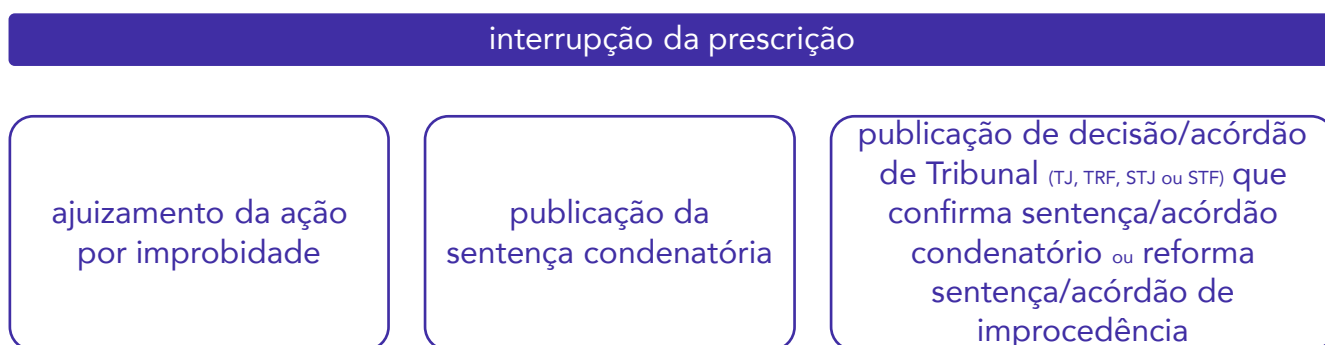 interrupção da prescrição
ajuizamento da ação
por improbidade
publicação da
sentença condenatória
publicação de decisão/acórdão
de Tribunal (TJ, TRF, STJ ou STF) que
confirma sentença/acórdão
condenatório ou reforma
sentença/acórdão de
improcedência